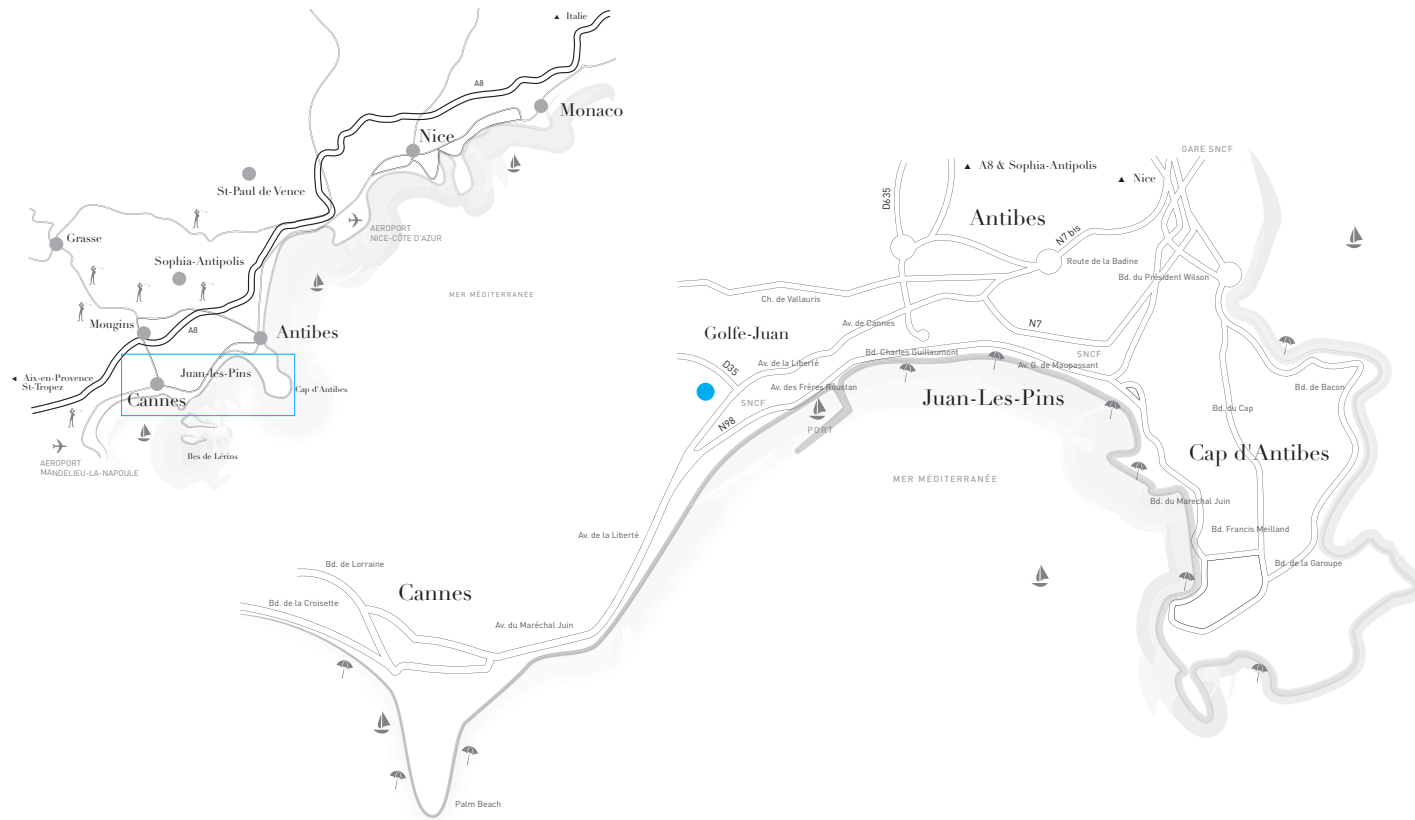 Italie
A8
Monaco
Nice
St-Paul de Vence
AEROPORT
NICE-CÔTE D'AZUR
Grasse
Sophia-Antipolis
MER MÉDITERRANÉE
Mougins
A8
Antibes
Juan-les-Pins
Aix-en-Provence
St-Tropez
Cap d'Antibes
Cannes
Iles de Lérins
AEROPORT
MANDELIEU-LA-NAPOULE
GARE SNCF
A8 & Sophia-Antipolis
Nice
D635
Antibes
N7 bis
Route de la Badine
Bd. du Président Wilson
Ch. de Vallauris
Golfe-Juan
Av. de Cannes
N7
Bd. Charles Guillaumont
SNCF
D35
Av. de la Liberté
Av. G. de Maupassant
Av. des Frères Roustan
SNCF
Juan-Les-Pins
Bd. de Bacon
Bd. du Cap
N98
PORT
Cap d'Antibes
MER MÉDITERRANÉE
Bd. du Marechal Juin
Bd. Francis Meilland
Av. de la Liberté
Bd. de la Garoupe
Bd. de Lorraine
Cannes
Bd. de la Croisette
Av. du Maréchal Juin
Palm Beach